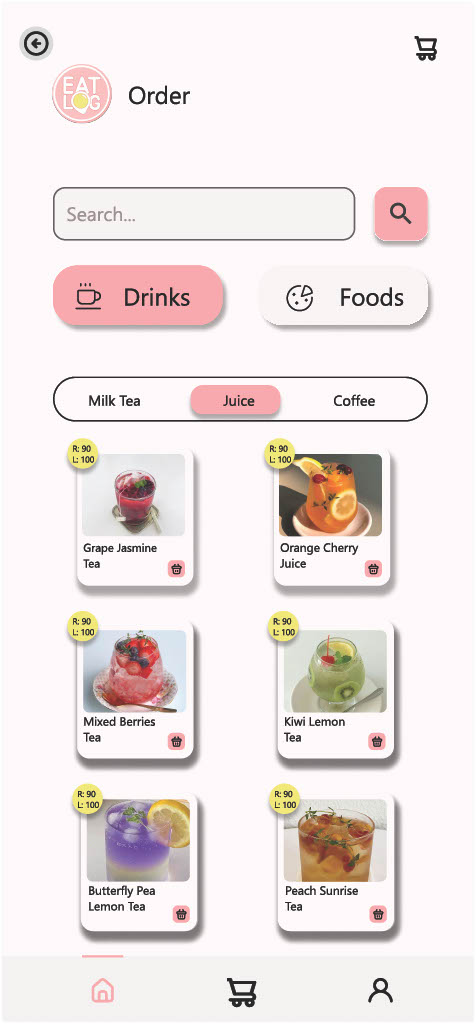 EAT
LOG
Order
Search...
Drinks
Foods
Milk Tea
Juice
Coffee
R: 90
L: 100
Grape Jasmine
Tea
R: 90
L: 100
Orange Cherry
Juice
R: 90
L: 100
Mixed Berries
Tea
R: 90
L: 100
Kiwi Lemon
Tea
R: 90
L: 100
Butterfly Pea
Lemon Tea
R: 90
L: 100
Peach Sunrise
Tea